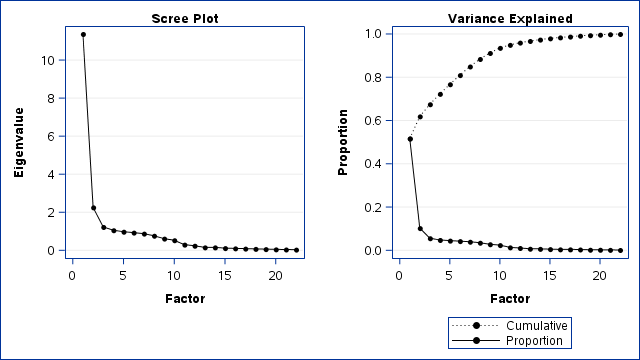 Scree Plot
Eigenvalue
10
8
6
4
2
0
0 5 10 15 20
Factor
Variance Explained
Proportion
1.0
0.8
0.6
0.4
0.2
0.0
0 5 10 15 20
Factor
Cumulative
Proportion